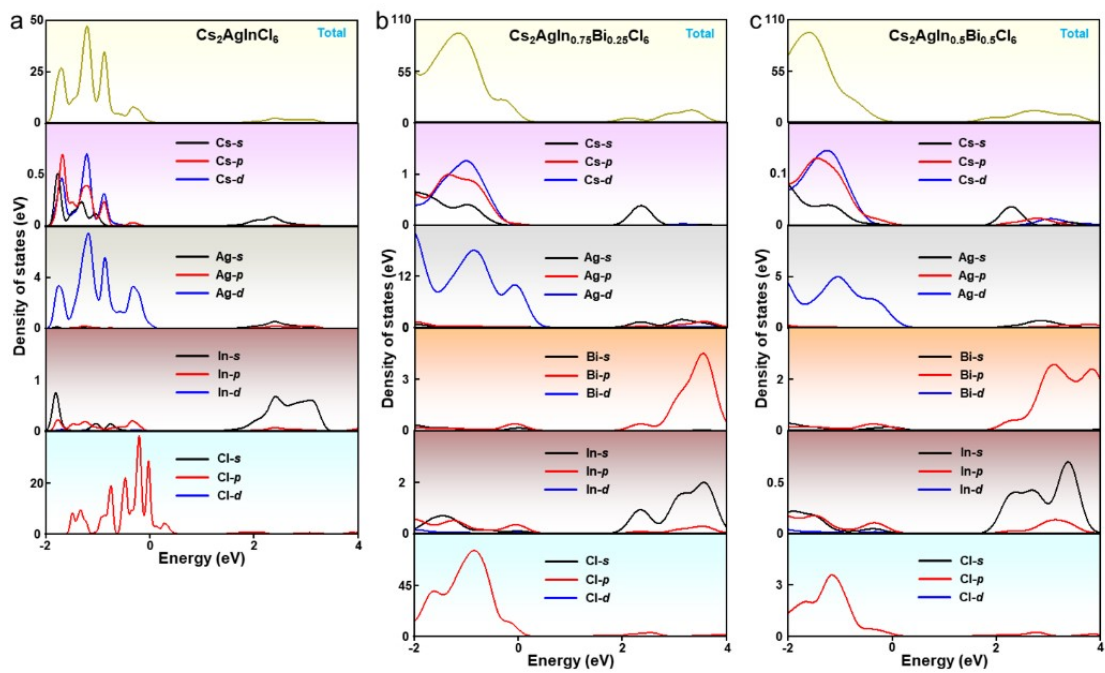 a
Cs2AgInCl6
Total
50
25
0
Cs-s
Cs-p
Cs-d
0.5
0
Ag-s
Ag-p
Ag-d
4
0
In-s
In-p
In-d
1
0
Cl-s
Cl-p
Cl-d
20
0
-2
0
2
4
Energy (eV)
Density of states (eV)
b
Cs2AgIn0.75Bi0.25Cl6
Total
110
55
0
Cs-s
Cs-p
Cs-d
1
0
Ag-s
Ag-p
Ag-d
12
0
Bi-s
Bi-p
Bi-d
3
0
In-s
In-p
In-d
2
0
Cl-s
Cl-p
Cl-d
45
0
-2
0
2
4
Energy (eV)
Density of states (eV)
c
Cs2AgIn0.5Bi0.5Cl6
Total
110
55
0
Cs-s
Cs-p
Cs-d
0.1
0
Ag-s
Ag-p
Ag-d
5
0
Bi-s
Bi-p
Bi-d
2
0
In-s
In-p
In-d
0.5
0
Cl-s
Cl-p
Cl-d
3
0
-2
0
2
4
Energy (eV)
Density of states (eV)